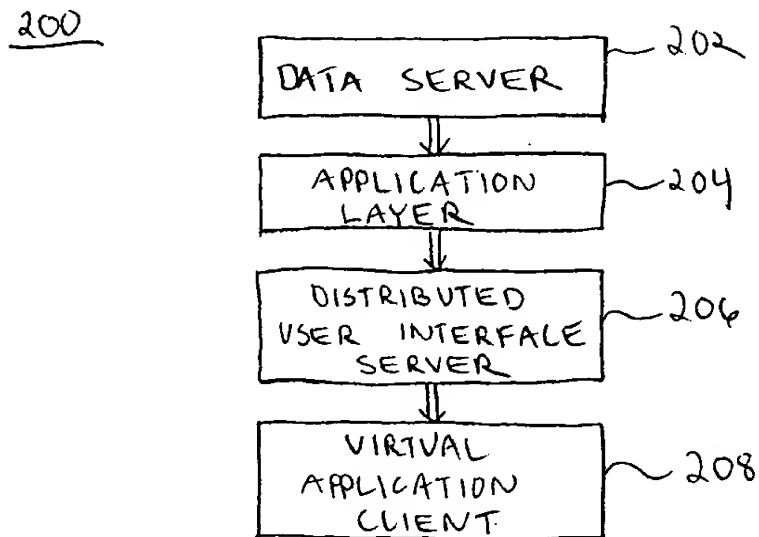 200
DATA SERVER
202
APPLICATION
LAYER
204
DISTRIBUTED
USER INTERFACE
SERVER
206
VIRTUAL
APPLICATION
CLIENT
208